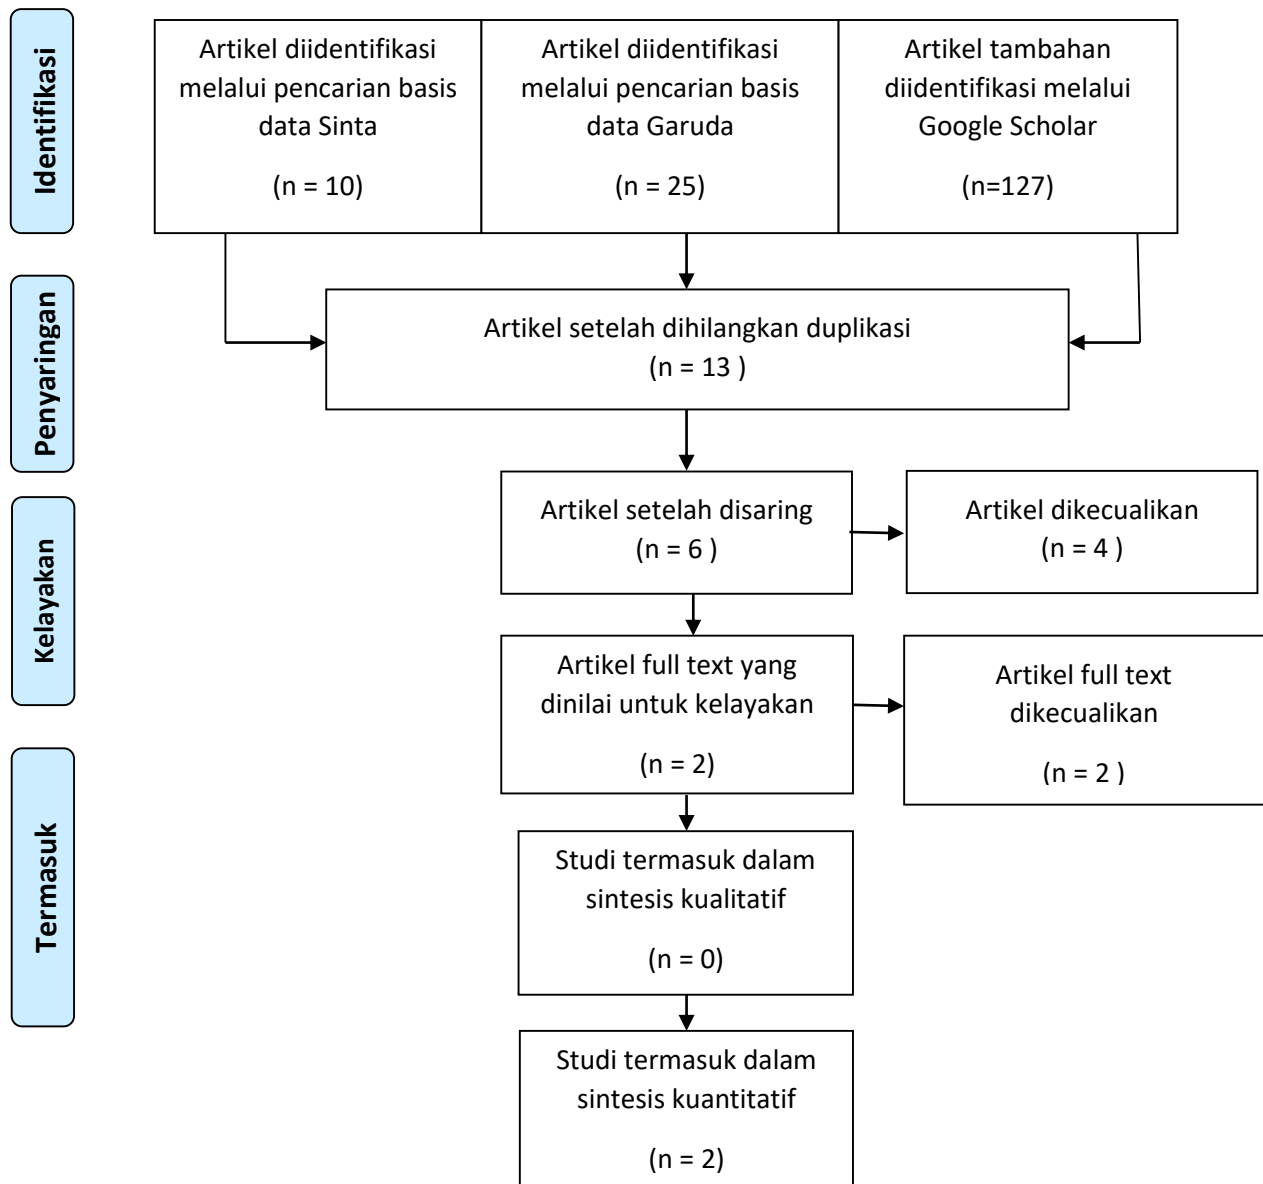 Identifikasi
Artikel diidentifikasi
melalui pencarian basis
data Sinta
(n = 10)
Artikel diidentifikasi
melalui pencarian basis
data Garuda
(n = 25)
Artikel tambahan
diidentifikasi melalui
Google Scholar
(n=127)
Penyaringan
Artikel setelah dihilangkan duplikasi
(n = 13 )
Kelayakan
Artikel setelah disaring
(n = 6 )
Artikel dikecualikan
(n = 4 )
Artikel full text yang
dinilai untuk kelayakan
(n = 2)
Artikel full text
dikecualikan
(n = 2 )
Termasuk
Studi termasuk dalam
sintesis kualitatif
(n = 0)
Studi termasuk dalam
sintesis kuantitatif
(n = 2)